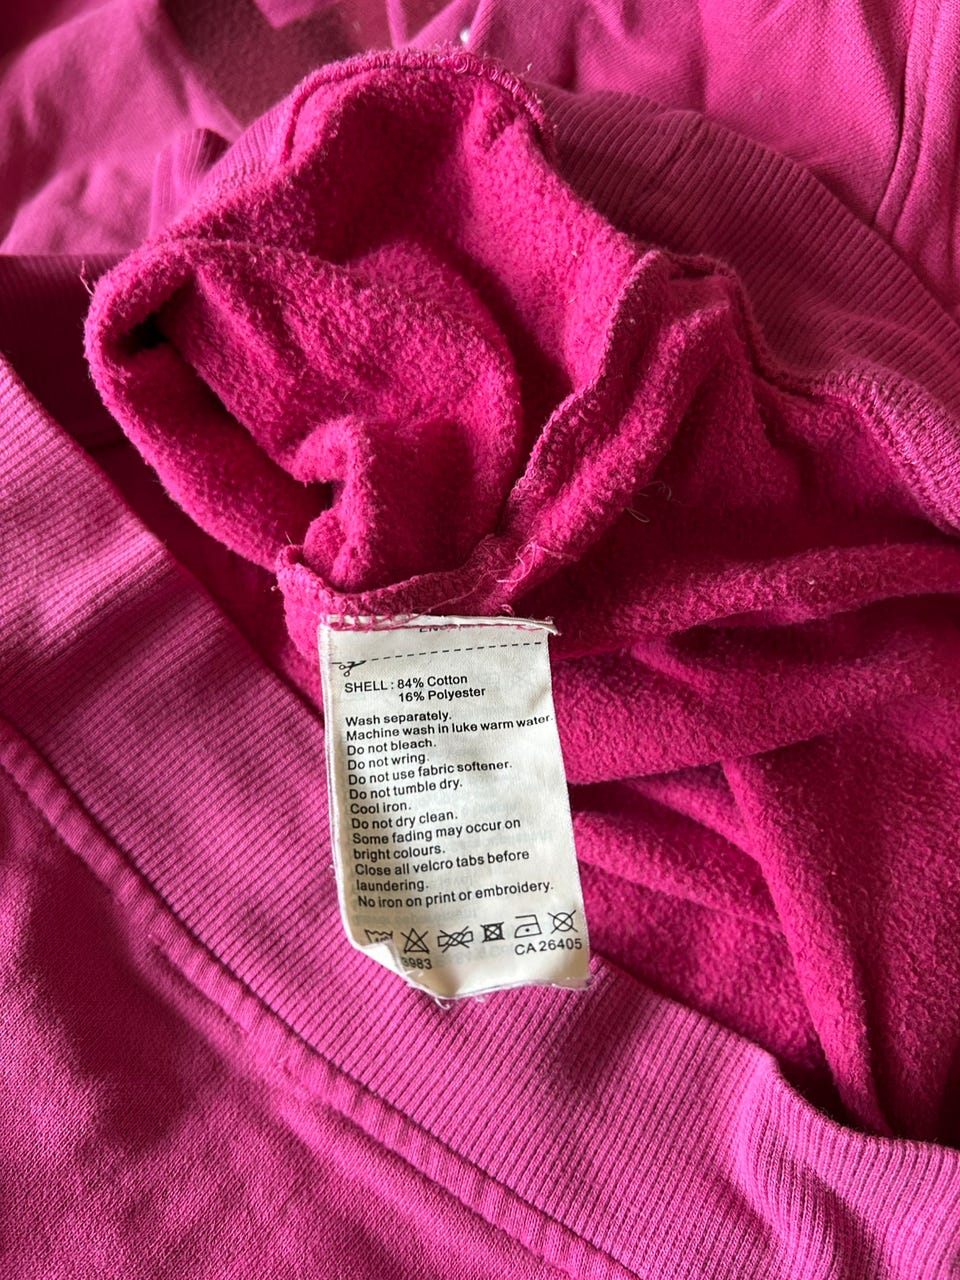 SHELL : 84% Cotton
16% Polyester
Wash separately.
Machine wash in luke warm water.
Do not bleach.
Do not wring.
Do not use fabric softener.
Do not tumble dry.
Cool iron.
Do not dry clean.
Some fading may occur on
bright colours.
Close all velcro tabs before
laundering.
No iron on print or embroidery.
CA 26405